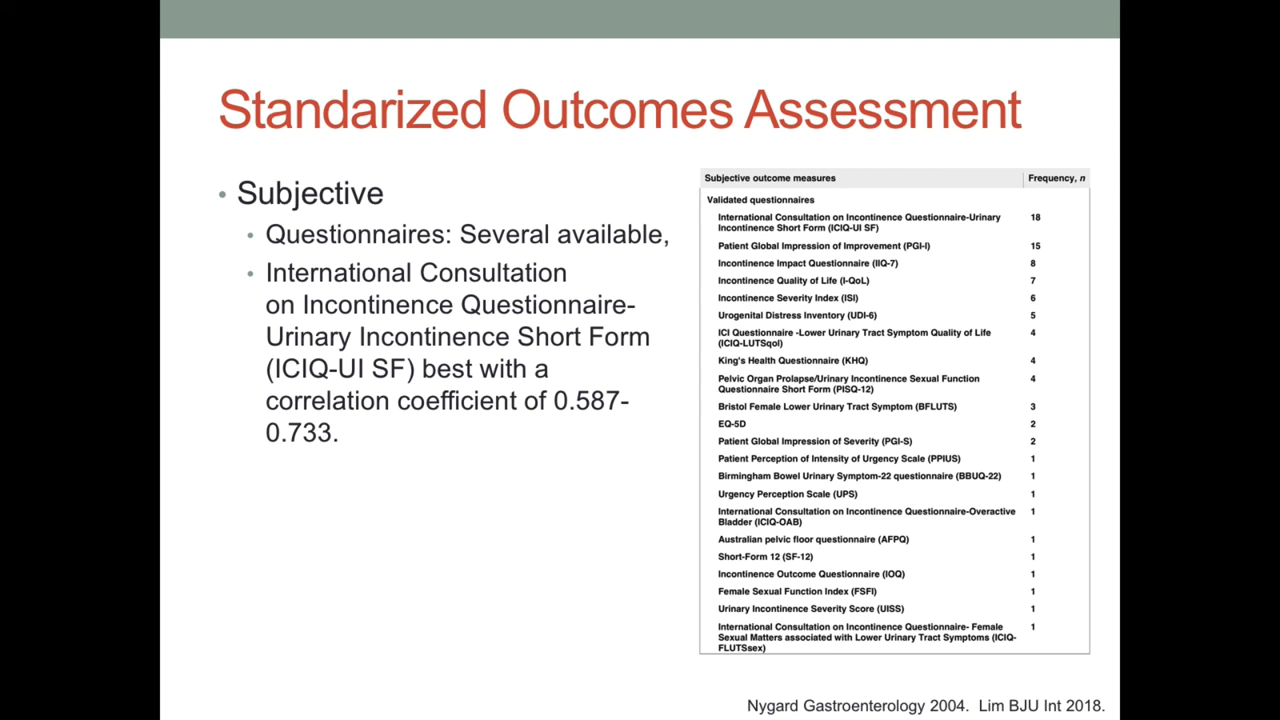 Standarized Outcomes Assessment
• Subjective
• Questionnaires: Several available,
• International Consultation
on Incontinence Questionnaire-
Urinary Incontinence Short Form
(ICIQ-UI SF) best with a
correlation coefficient of 0.587-
0.733.
Subjective outcome measures Frequency, n
Validated questionnaires
International Consultation on Incontinence Questionnaire-Urinary 18
Incontinence Short Form (ICIQ-UI SF)
Patient Global Impression of Improvement (PGI-I) 15
Incontinence Impact Questionnaire (IIQ-7) 8
Incontinence Quality of Life (I-QoL) 7
Incontinence Severity Index (ISI) 6
Urogenital Distress Inventory (UDI-6) 5
ICI Questionnaire -Lower Urinary Tract Symptom Quality of Life 4
(ICIQ-LUTSqol)
King's Health Questionnaire (KHQ) 4
Pelvic Organ Prolapse/Urinary Incontinence Sexual Function 4
Questionnaire Short Form (PISQ-12)
Bristol Female Lower Urinary Tract Symptom (BFLUTS) 3
EQ-5D 2
Patient Global Impression of Severity (PGI-S) 2
Patient Perception of Intensity of Urgency Scale (PPIUS) 1
Birmingham Bowel Urinary Symptom-22 questionnaire (BBUQ-22) 1
Urgency Perception Scale (UPS) 1
International Consultation on Incontinence Questionnaire-Overactive 1
Bladder (ICIQ-OAB)
Australian pelvic floor questionnaire (AFPQ) 1
Short-Form 12 (SF-12) 1
Incontinence Outcome Questionnaire (IOQ) 1
Female Sexual Function Index (FSFI) 1
Urinary Incontinence Severity Score (UISS) 1
International Consultation on Incontinence Questionnaire- Female 1
Sexual Matters associated with Lower Urinary Tract Symptoms (ICIQ-
FLUTSsex)
Nygard Gastroenterology 2004. Lim BJU Int 2018.